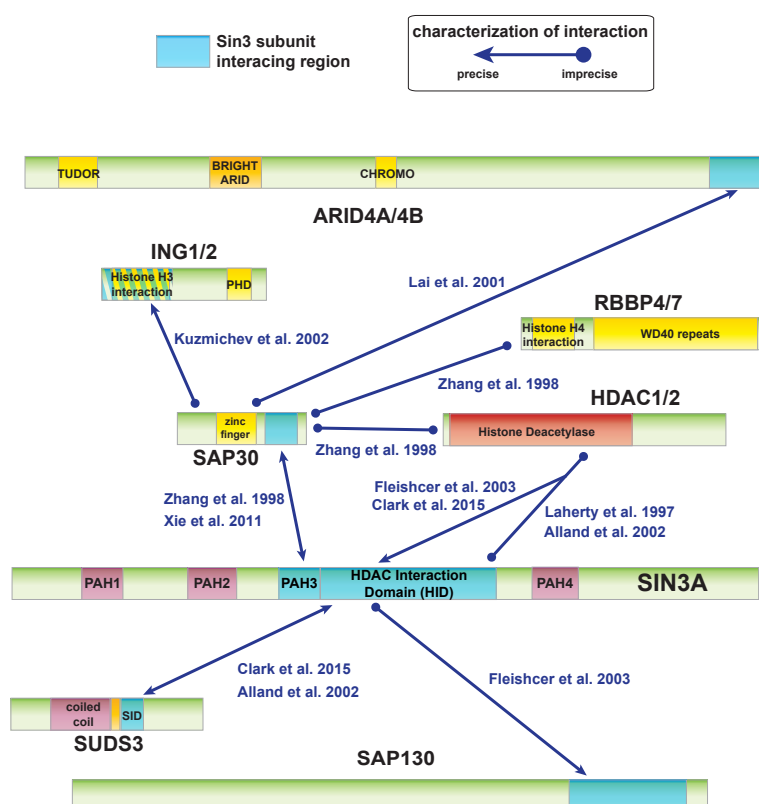 Sin3 subunit
interacing region
characterization of interaction
precise
imprecise
TUDOR
BRIGHT
ARID
CHROMO
ARID4A/4B
ING1/2
Histone H3
interaction
PHD
Lai et al. 2001
RBBP4/7
Kuzmichev et al. 2002
Histone H4
interaction
WD40 repeats
Zhang et al. 1998
HDAC1/2
zinc
finger
Histone Deacetylase
SAP30
Zhang et al. 1998
Fleishcer et al. 2003
Clark et al. 2015
Zhang et al. 1998
Xie et al. 2011
Laherty et al. 1997
Alland et al. 2002
PAH1
PAH2
PAH3
HDAC Interaction
Domain (HID)
PAH4
SIN3A
Clark et al. 2015
Alland et al. 2002
Fleishcer et al. 2003
coiled
coil
SID
SUDS3
SAP130